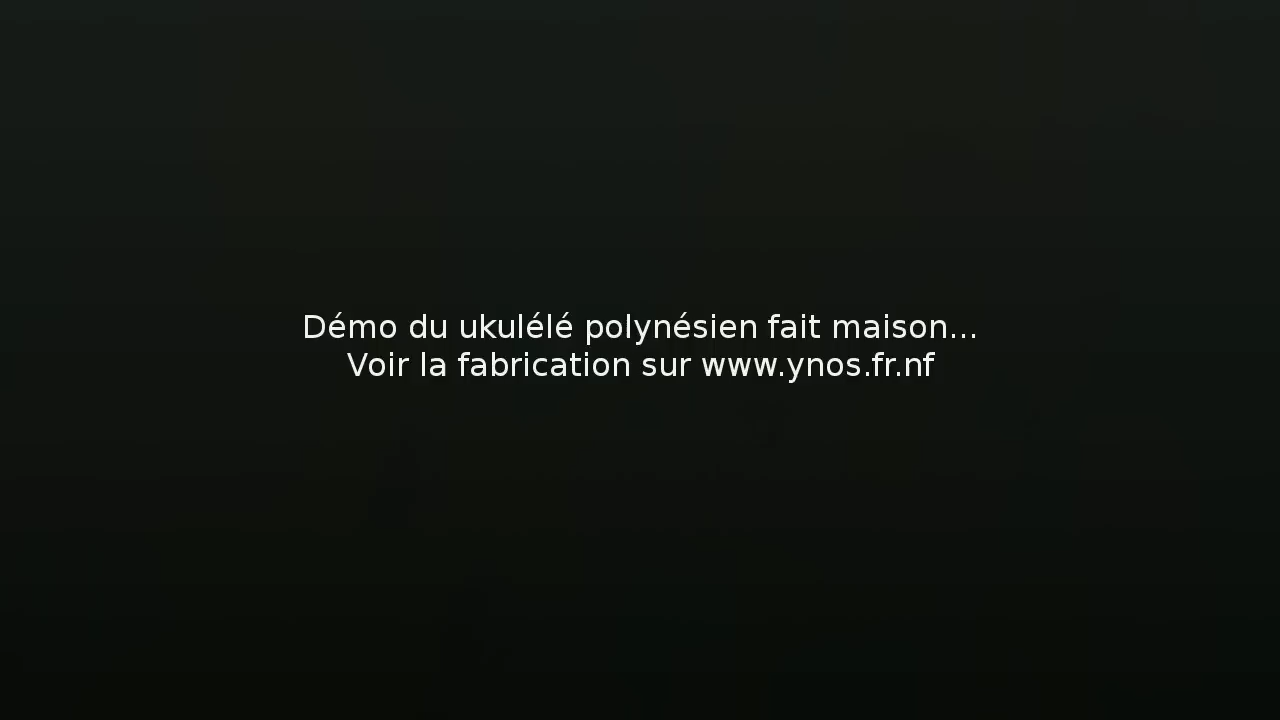 Démo du ukulélé polynésien fait maison...
Voir la fabrication sur www.ynos.fr.nf